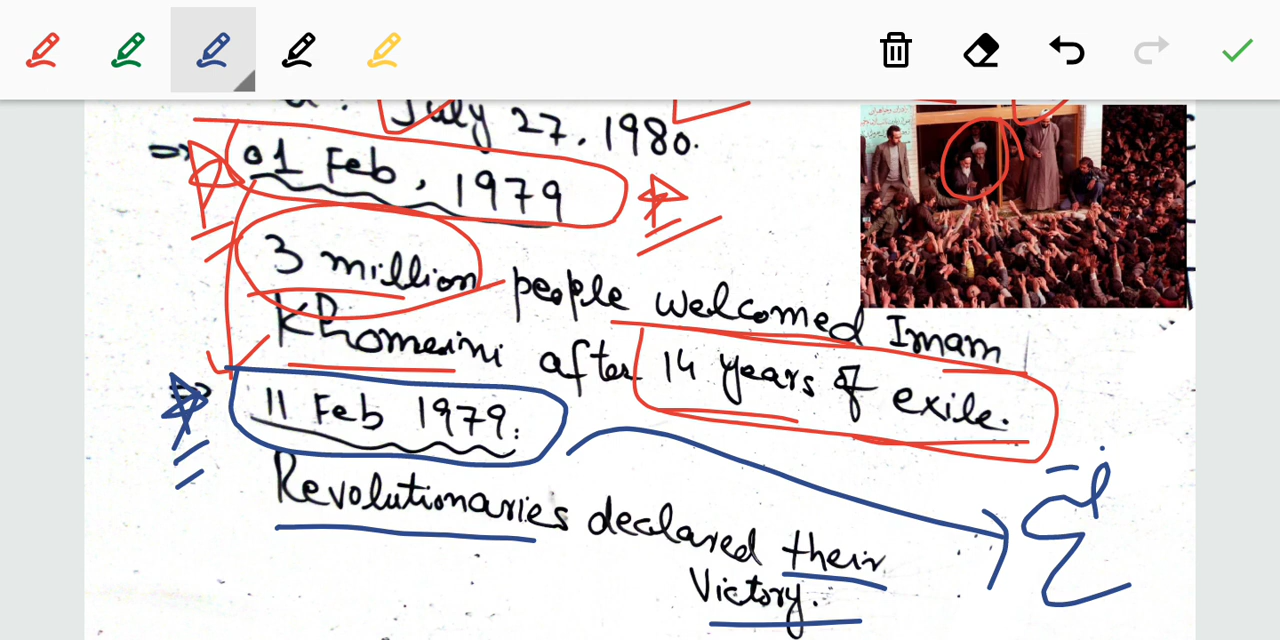 July 27, 1980.
=> 01 Feb, 1979
3 million people welcomed Imam
Khomeini after 14 years of exile.
=> 11 Feb 1979.
Revolutionaries declared their
Victory.